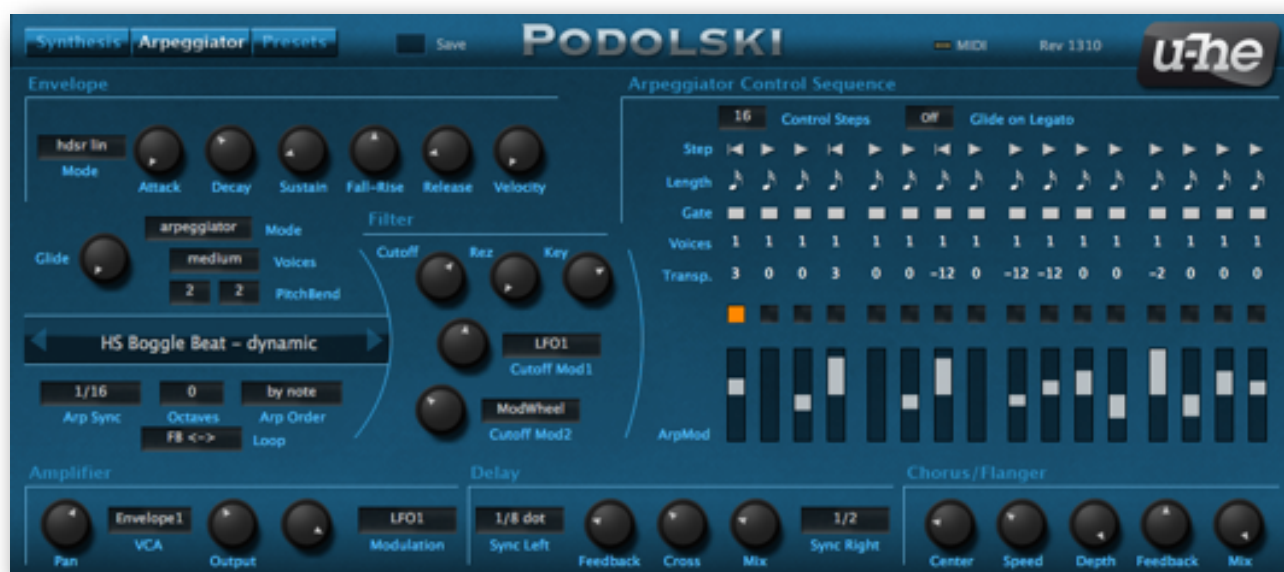 Synthesis Arpeggiator Presets Save PODOLSKI MIDI Rev 1310 u-he
Envelope
hdsr lin
Mode
Attack Decay Sustain Fall-Rise Release Velocity
Glide
arpeggiator Mode
medium Voices
2 2 PitchBend
HS Boggle Beat – dynamic
1/16 0 by note
Arp Sync Octaves Arp Order
F8 <-> Loop
Filter
Cutoff Rez Key
LFO1
Cutoff Mod1
ModWheel
Cutoff Mod2
Arpeggiator Control Sequence
16 Control Steps Off Glide on Legato
Step
Length
Gate
Voices 1 1 1 1 1 1 1 1 1 1 1 1 1 1 1 1
Transp. 3 0 0 3 0 0 -12 0 -12 -12 0 0 -2 0 0 0
ArpMod
Amplifier
Envelope1 LFO1
VCA Modulation
Pan Output
Delay
1/8 dot 1/2
Sync Left Sync Right
Feedback Cross Mix
Chorus/Flanger
Center Speed Depth Feedback Mix